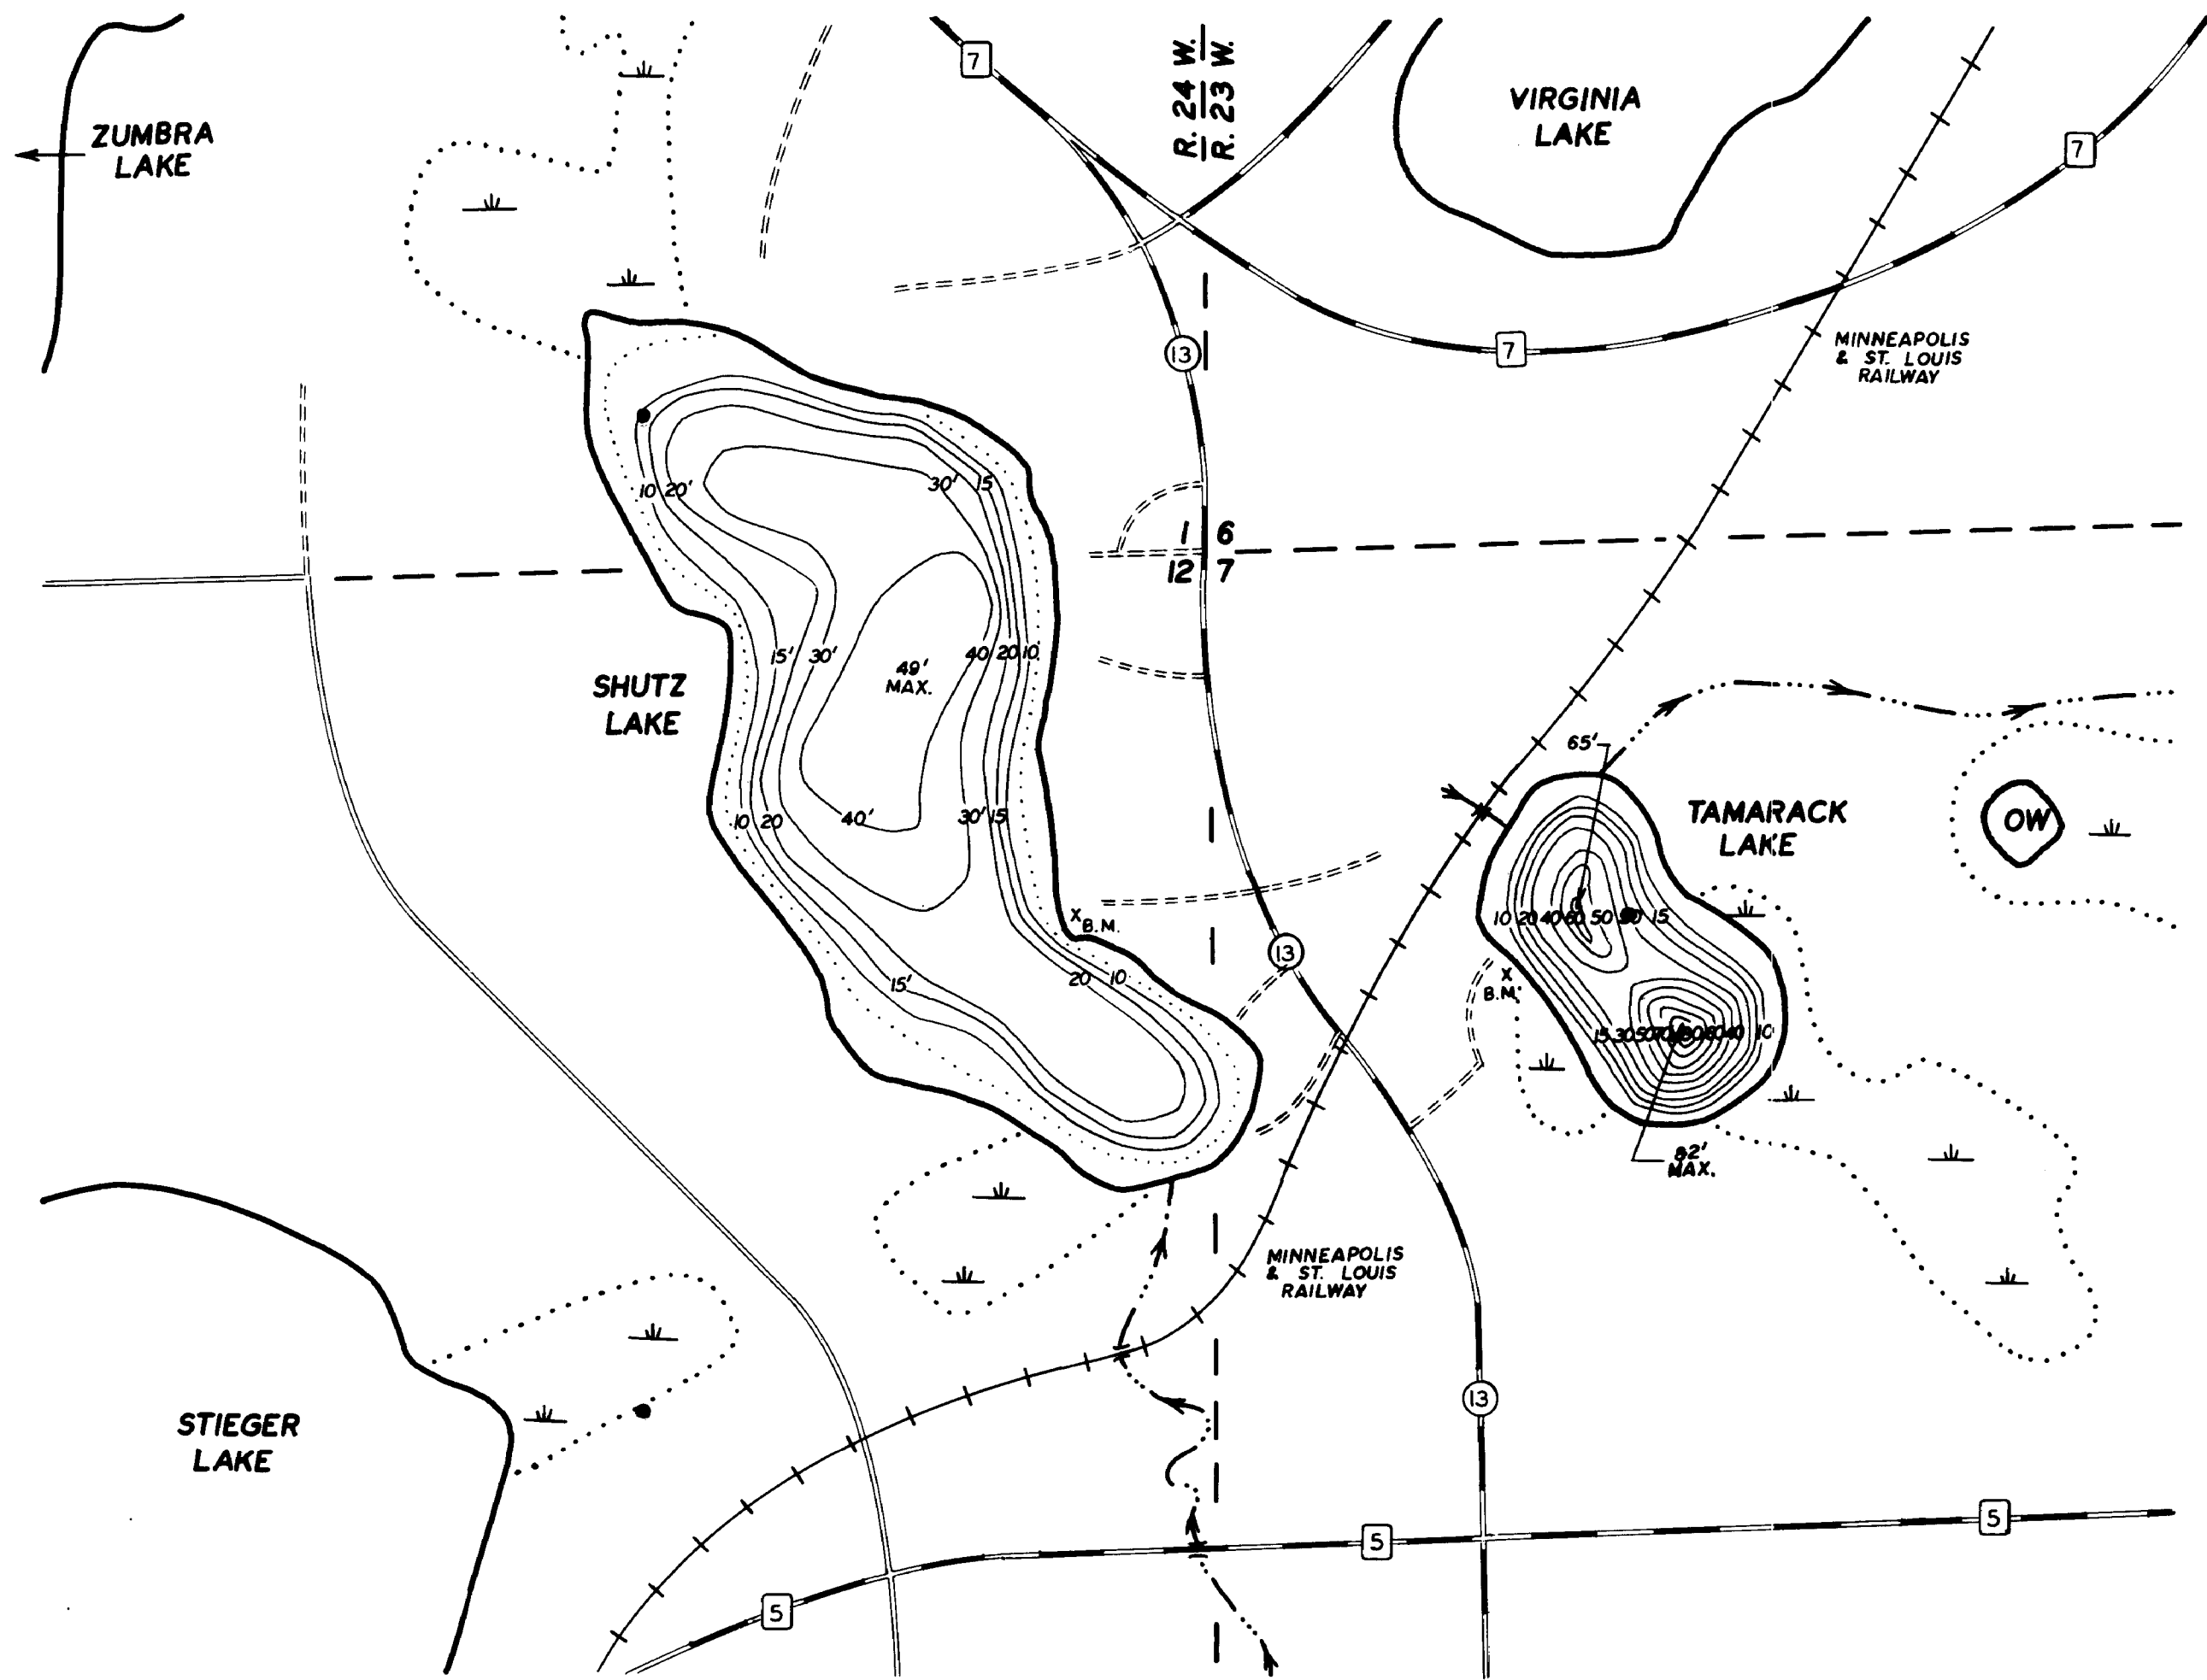 7
R. 24 W.
R. 23 W.
VIRGINIA
LAKE
7
ZUMBRA
LAKE
13
7
MINNEAPOLIS
& ST. LOUIS
RAILWAY
10 20' 30' 15
1 6
12 7
SHUTZ
LAKE
15' 30' 40 20 10
49'
MAX.
65'
TAMARACK
LAKE
OW
10 20 40' 30' 15
X
B.M.
10 20 40 60 50 15
13
X
B.M.
15' 20 10
15 30 50 70 80 60 40 10
82'
MAX.
MINNEAPOLIS
& ST. LOUIS
RAILWAY
13
STIEGER
LAKE
5
5
5